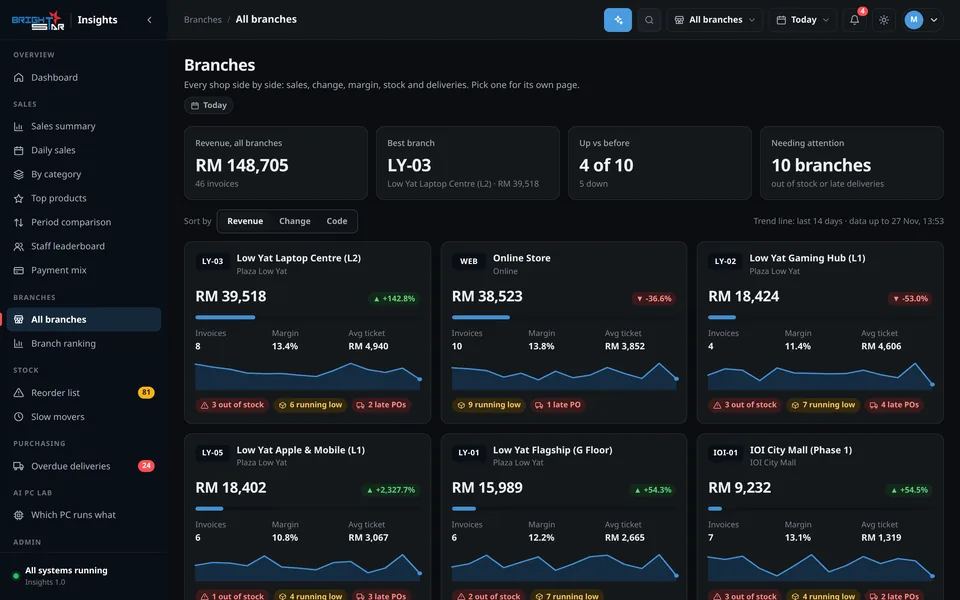 BRIGHT STAR
Insights
Branches / All branches
All branches
Today
4
M
OVERVIEW
Dashboard
SALES
Sales summary
Daily sales
By category
Top products
Period comparison
Staff leaderboard
Payment mix
BRANCHES
All branches
Branch ranking
STOCK
Reorder list 81
Slow movers
PURCHASING
Overdue deliveries 24
AI PC LAB
Which PC runs what
ADMIN
All systems running
Insights 1.0
Branches
Every shop side by side: sales, change, margin, stock and deliveries. Pick one for its own page.
Today
Revenue, all branches
RM 148,705
46 invoices
Best branch
LY-03
Low Yat Laptop Centre (L2) · RM 39,518
Up vs before
4 of 10
5 down
Needing attention
10 branches
out of stock or late deliveries
Sort by Revenue Change Code
Trend line: last 14 days · data up to 27 Nov, 13:53
LY-03 Low Yat Laptop Centre (L2)
Plaza Low Yat
RM 39,518 ▲ +142.8%
Invoices Margin Avg ticket
8 13.4% RM 4,940
3 out of stock 6 running low 2 late POs
WEB Online Store
Online
RM 38,523 ▼ -36.6%
Invoices Margin Avg ticket
10 13.8% RM 3,852
9 running low 1 late PO
LY-02 Low Yat Gaming Hub (L1)
Plaza Low Yat
RM 18,424 ▼ -53.0%
Invoices Margin Avg ticket
4 11.4% RM 4,606
3 out of stock 7 running low 4 late POs
LY-05 Low Yat Apple & Mobile (L1)
Plaza Low Yat
RM 18,402 ▲ +2,327.7%
Invoices Margin Avg ticket
6 10.8% RM 3,067
1 out of stock 4 running low 3 late POs
LY-01 Low Yat Flagship (G Floor)
Plaza Low Yat
RM 15,989 ▲ +54.3%
Invoices Margin Avg ticket
6 12.2% RM 2,665
2 out of stock 7 running low
IOI-01 IOI City Mall (Phase 1)
IOI City Mall
RM 9,232 ▲ +54.5%
Invoices Margin Avg ticket
7 13.1% RM 1,319
3 out of stock 4 running low 2 late POs